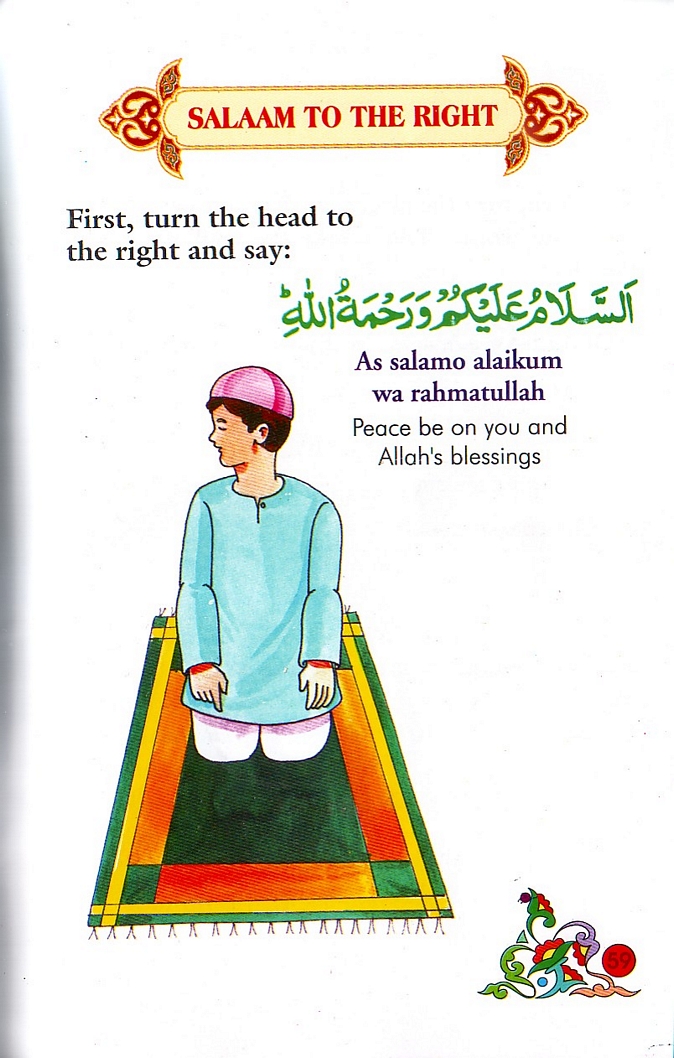 SALAAM TO THE RIGHT
First, turn the head to
the right and say:
اَلسَّلَامُ عَلَيْكُمْ وَرَحْمَةُ اللّٰهِؕ
As salamo alaikum
wa rahmatullah
Peace be on you and
Allah's blessings
59